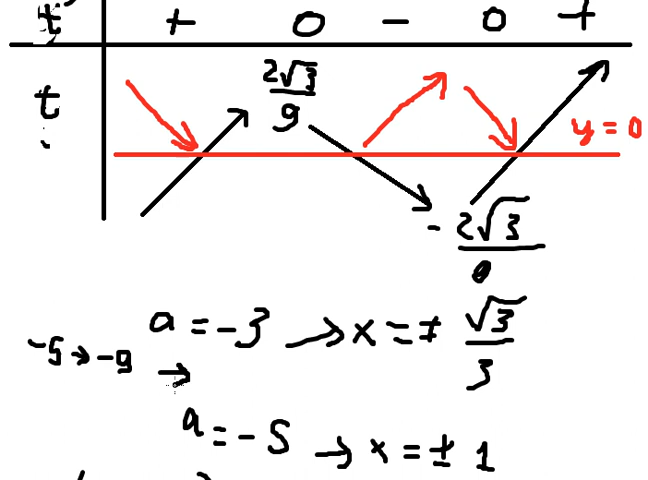 t' + 0 - 0 +
t 2√3/9 y = 0
- 2√3/9
a = -3 → x = ± √3/3
-5 → -9 →
a = -5 → x = ± 1